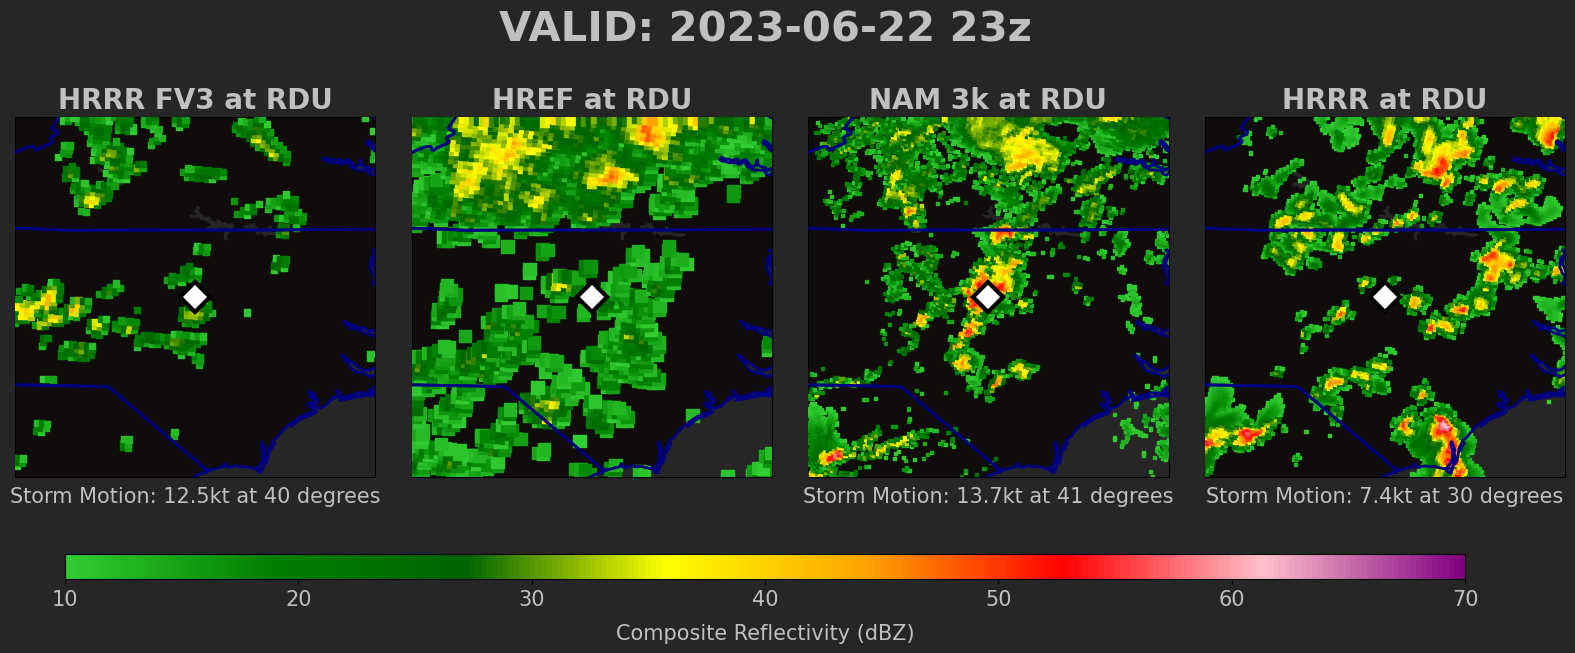 VALID: 2023-06-22 23z
HRRR FV3 at RDU
HREF at RDU
NAM 3k at RDU
HRRR at RDU
Storm Motion: 12.5kt at 40 degrees
Storm Motion: 13.7kt at 41 degrees
Storm Motion: 7.4kt at 30 degrees
10 20 30 40 50 60 70
Composite Reflectivity (dBZ)